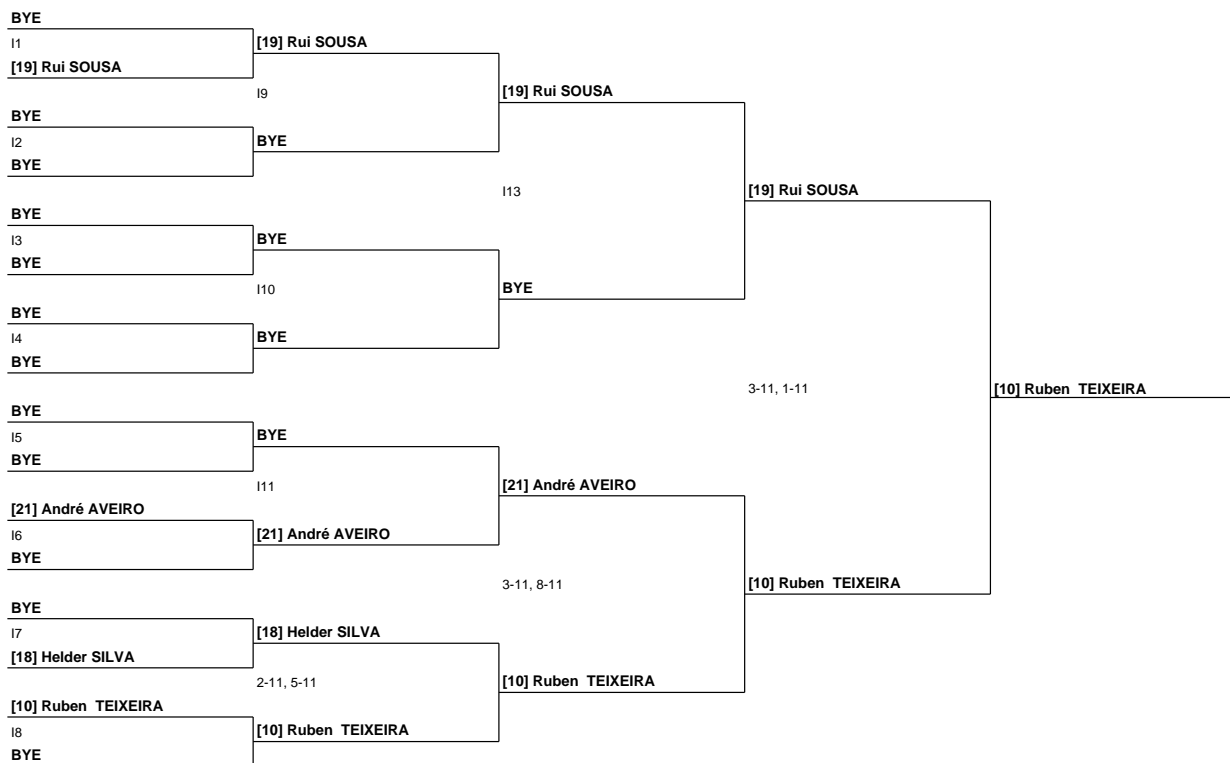 BYE
I1
[19] Rui SOUSA
BYE
I2
BYE
BYE
I3
BYE
BYE
I4
BYE
BYE
I5
BYE
[21] André AVEIRO
I6
BYE
BYE
I7
[18] Helder SILVA
[10] Ruben  TEIXEIRA
I8
BYE
[19] Rui SOUSA
I9
BYE
BYE
I10
BYE
BYE
I11
[21] André AVEIRO
[18] Helder SILVA
2-11, 5-11
[10] Ruben  TEIXEIRA
[19] Rui SOUSA
I13
BYE
[21] André AVEIRO
3-11, 8-11
[10] Ruben  TEIXEIRA
[19] Rui SOUSA
3-11, 1-11
[10] Ruben  TEIXEIRA
[10] Ruben  TEIXEIRA